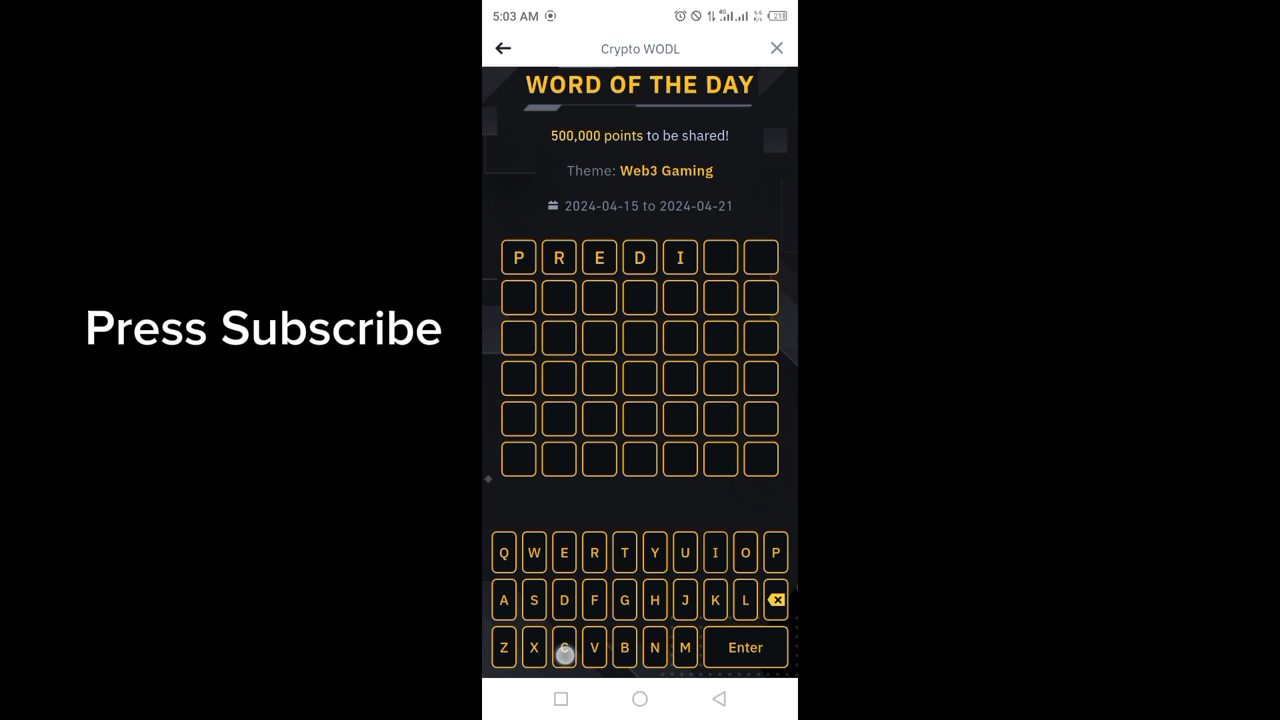 5:03 AM
4G
Crypto WODL
Press Subscribe
WORD OF THE DAY
500,000 points to be shared!
Theme: Web3 Gaming
2024-04-15 to 2024-04-21
P R E D I
Q W E R T Y U I O P
A S D F G H J K L
Z X C V B N M Enter